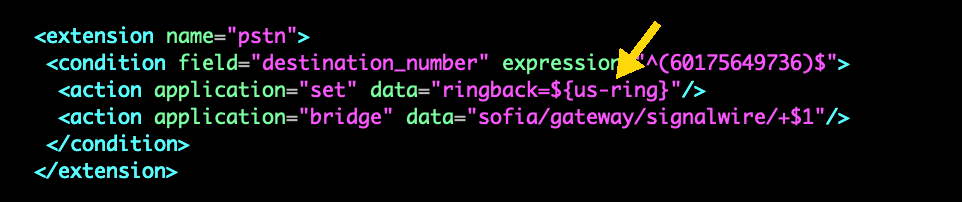 <extension name="pstn">
<condition field="destination_number" expression="^(60175649736)$">
<action application="set" data="ringback=${us-ring}"/>
<action application="bridge" data="sofia/gateway/signalwire/+$1"/>
</condition>
</extension>